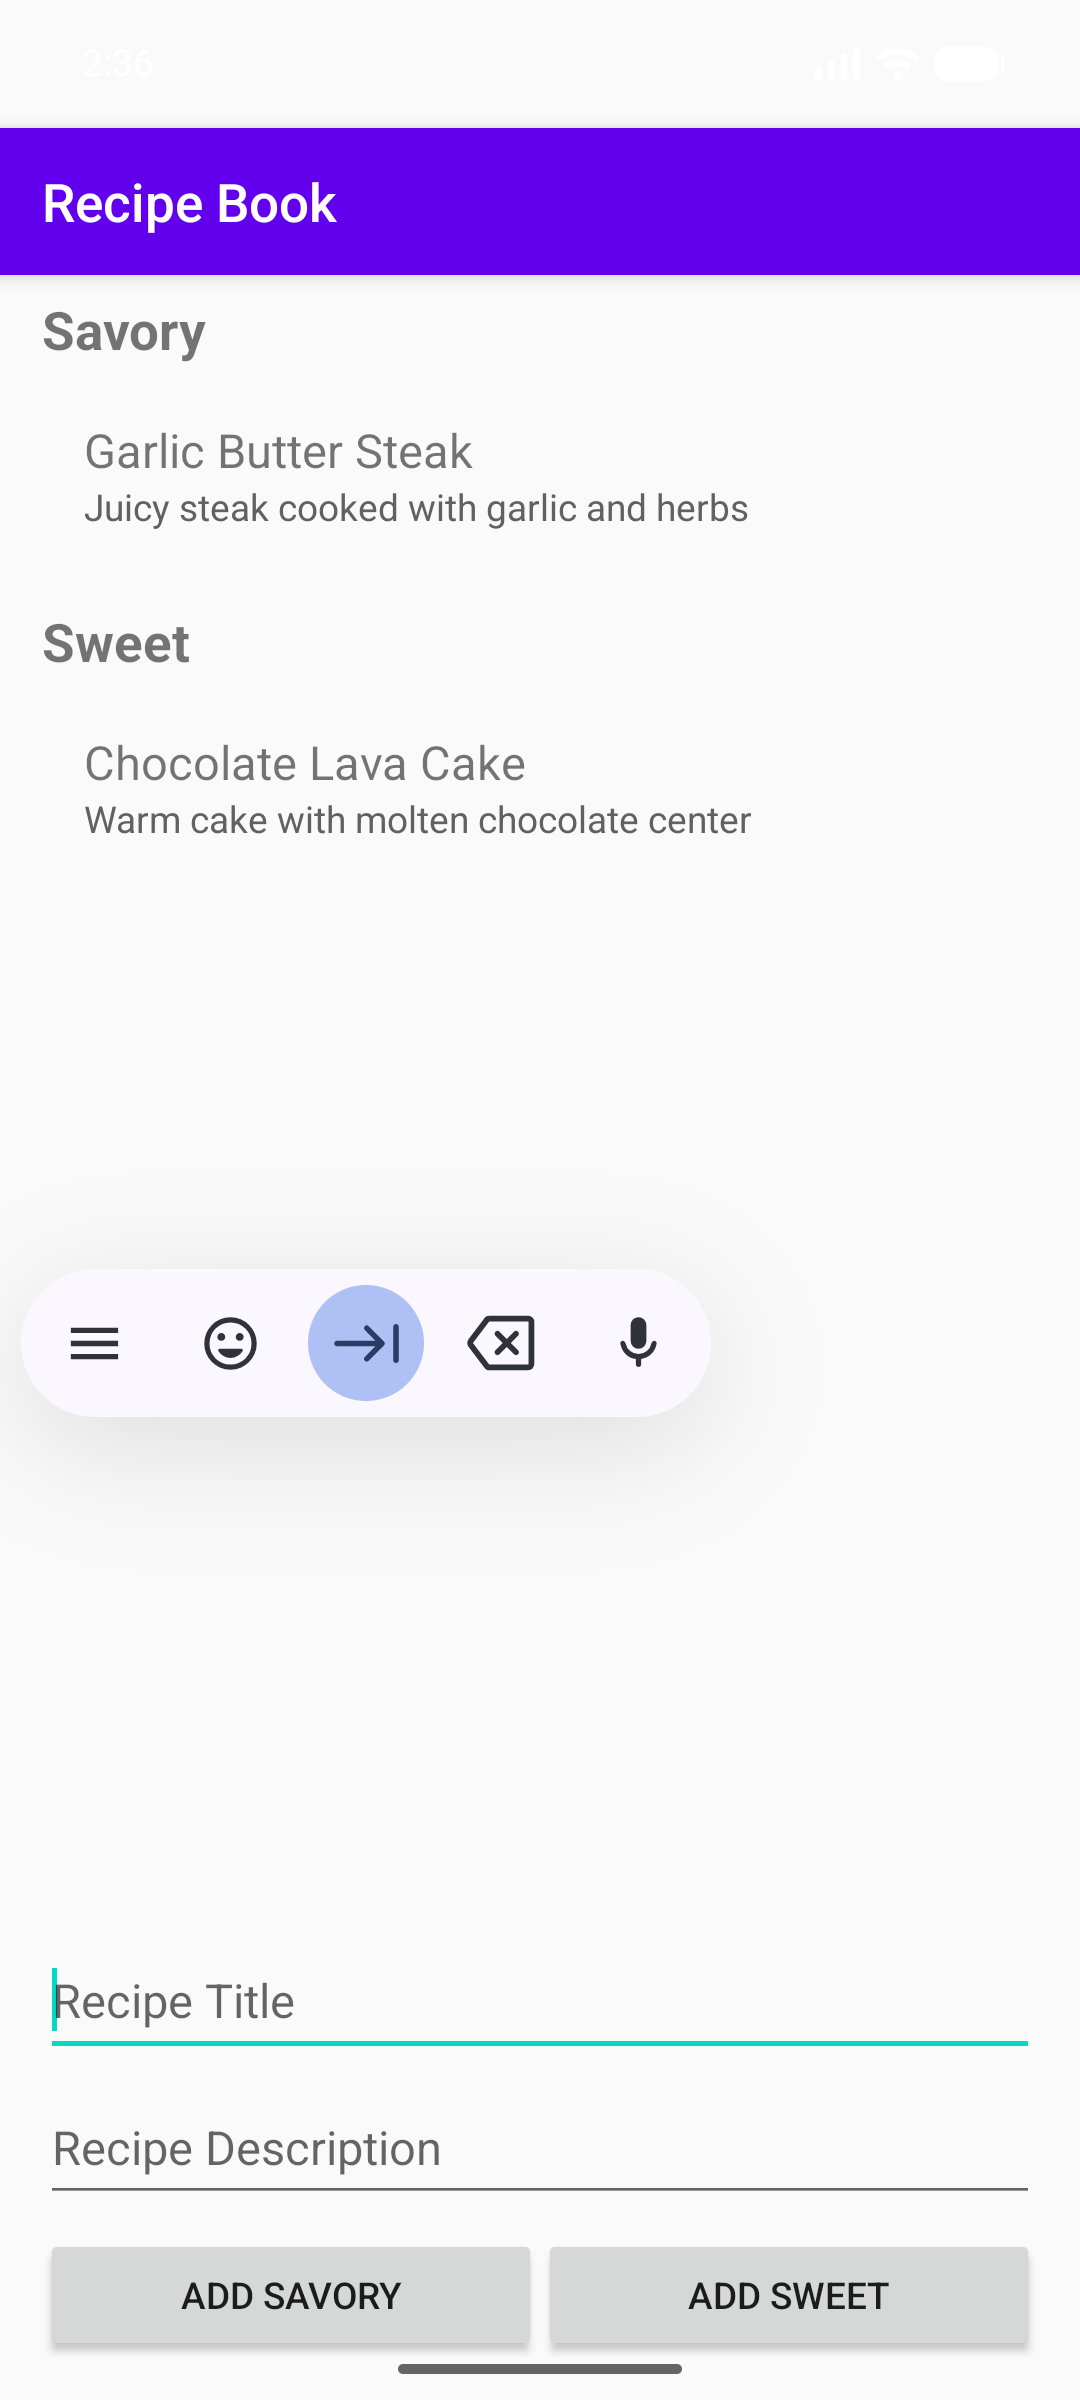 2:36
Recipe Book
Savory
Garlic Butter Steak
Juicy steak cooked with garlic and herbs
Sweet
Chocolate Lava Cake
Warm cake with molten chocolate center
Recipe Title
Recipe Description
ADD SAVORY
ADD SWEET